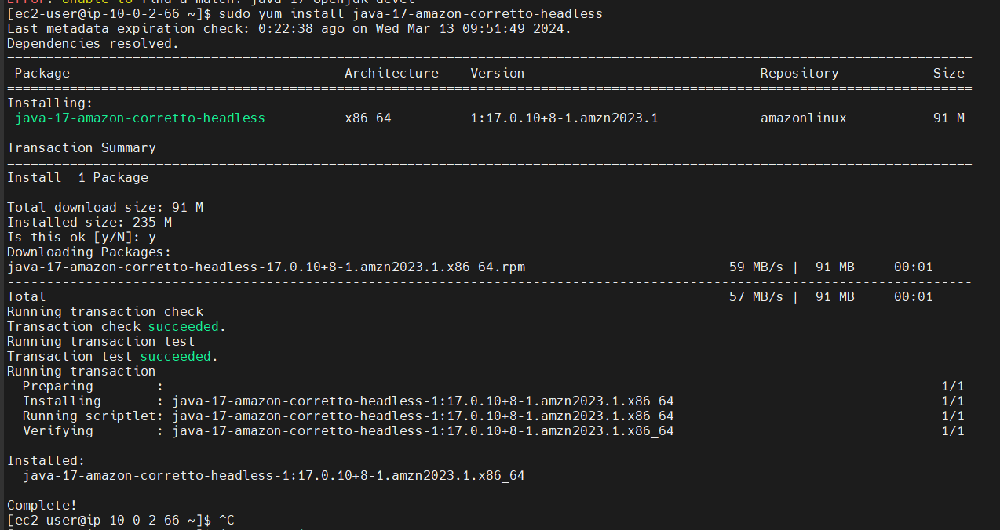 Error: Unable to find a match: java-17-openjdk-devel
[ec2-user@ip-10-0-2-66 ~]$ sudo yum install java-17-amazon-corretto-headless
Last metadata expiration check: 0:22:38 ago on Wed Mar 13 09:51:49 2024.
Dependencies resolved.
================================================================================
Package Architecture Version Repository Size
================================================================================
Installing:
java-17-amazon-corretto-headless x86_64 1:17.0.10+8-1.amzn2023.1 amazonlinux 91 M
Transaction Summary
================================================================================
Install 1 Package
Total download size: 91 M
Installed size: 235 M
Is this ok [y/N]: y
Downloading Packages:
java-17-amazon-corretto-headless-17.0.10+8-1.amzn2023.1.x86_64.rpm 59 MB/s | 91 MB 00:01
--------------------------------------------------------------------------------
Total 57 MB/s | 91 MB 00:01
Running transaction check
Transaction check succeeded.
Running transaction test
Transaction test succeeded.
Running transaction
Preparing : 1/1
Installing : java-17-amazon-corretto-headless-1:17.0.10+8-1.amzn2023.1.x86_64 1/1
Running scriptlet: java-17-amazon-corretto-headless-1:17.0.10+8-1.amzn2023.1.x86_64 1/1
Verifying : java-17-amazon-corretto-headless-1:17.0.10+8-1.amzn2023.1.x86_64 1/1
Installed:
java-17-amazon-corretto-headless-1:17.0.10+8-1.amzn2023.1.x86_64
Complete!
[ec2-user@ip-10-0-2-66 ~]$ ^C